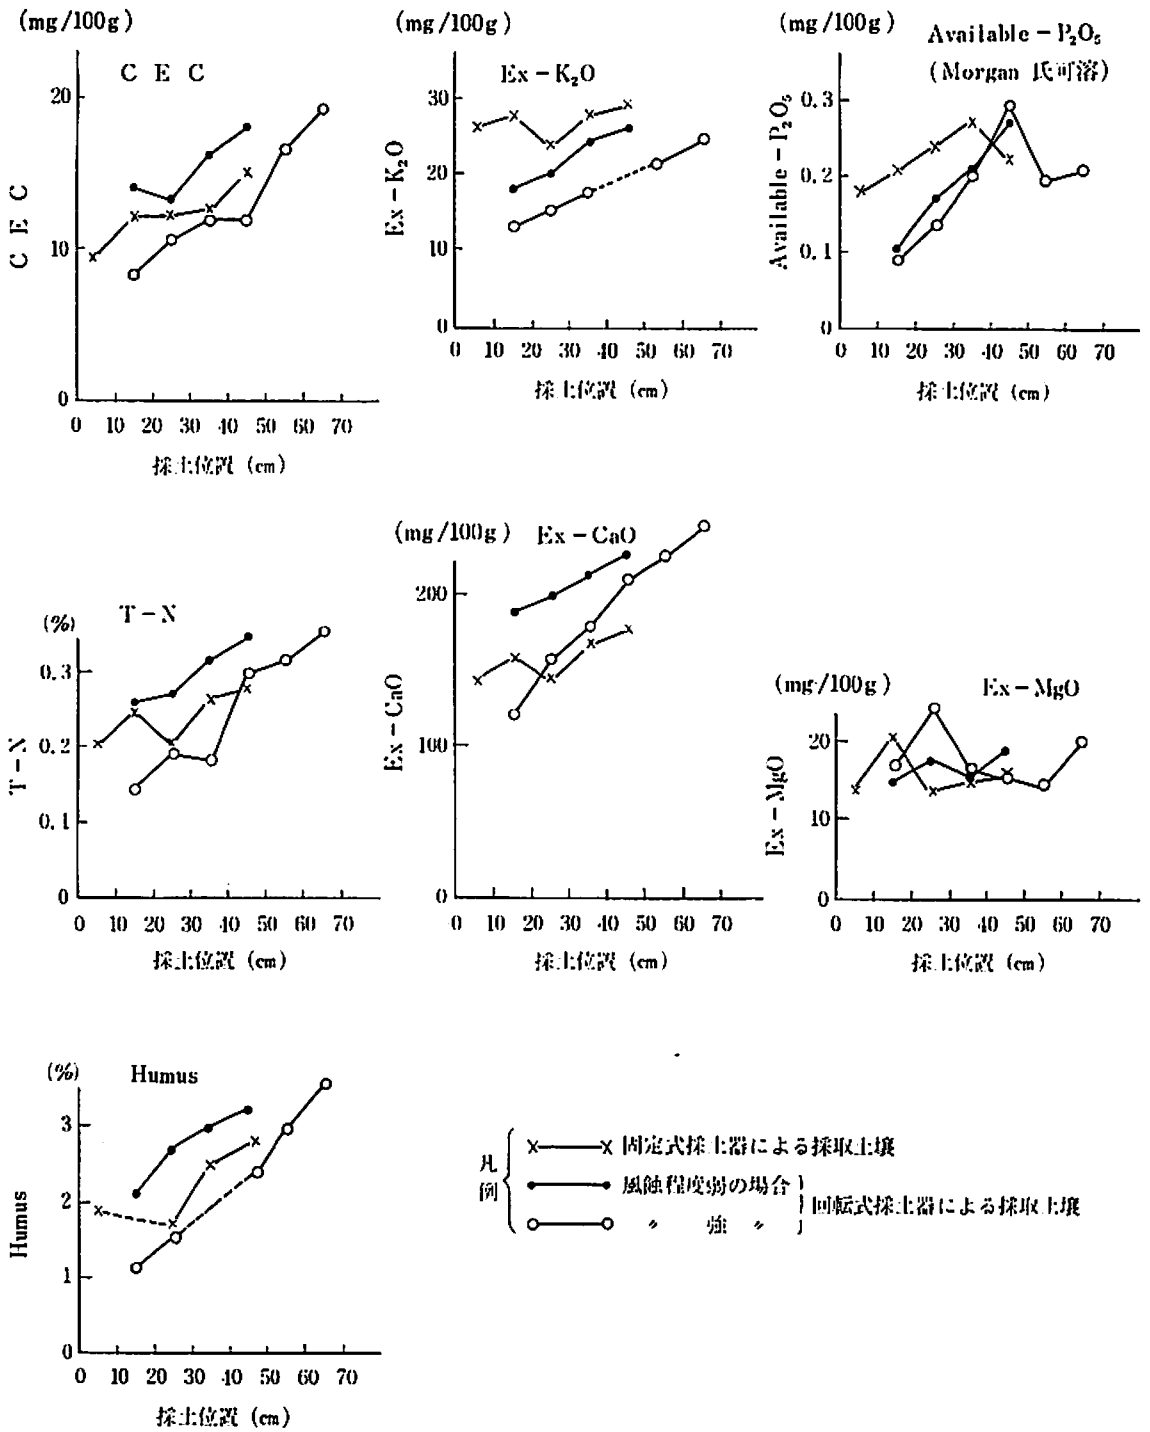 (mg/100g)
C E C
20
10
0
C E C
0 10 20 30 40 50 60 70
採土位置 (cm)
(mg/100g)
Ex-K₂O
30
20
10
0
Ex-K₂O
0 10 20 30 40 50 60 70
採土位置 (cm)
(mg/100g)
Available-P₂O₅
(Morgan 氏可溶)
0.3
0.2
0.1
0
Available-P₂O₅
0 10 20 30 40 50 60 70
採土位置 (cm)
(%)
T-N
0.3
0.2
0.1
0
T-N
0 10 20 30 40 50 60 70
採土位置 (cm)
(mg/100g)
Ex-CaO
200
100
0
Ex-CaO
0 10 20 30 40 50 60 70
採土位置 (cm)
(mg/100g)
Ex-MgO
20
10
0
Ex-MgO
0 10 20 30 40 50 60 70
採土位置 (cm)
(%)
Humus
3
2
1
0
Humus
0 10 20 30 40 50 60 70
採土位置 (cm)
凡例
固定式採土器による採取土壌
風蝕程度弱の場合
〃 強 〃
回転式採土器による採取土壌